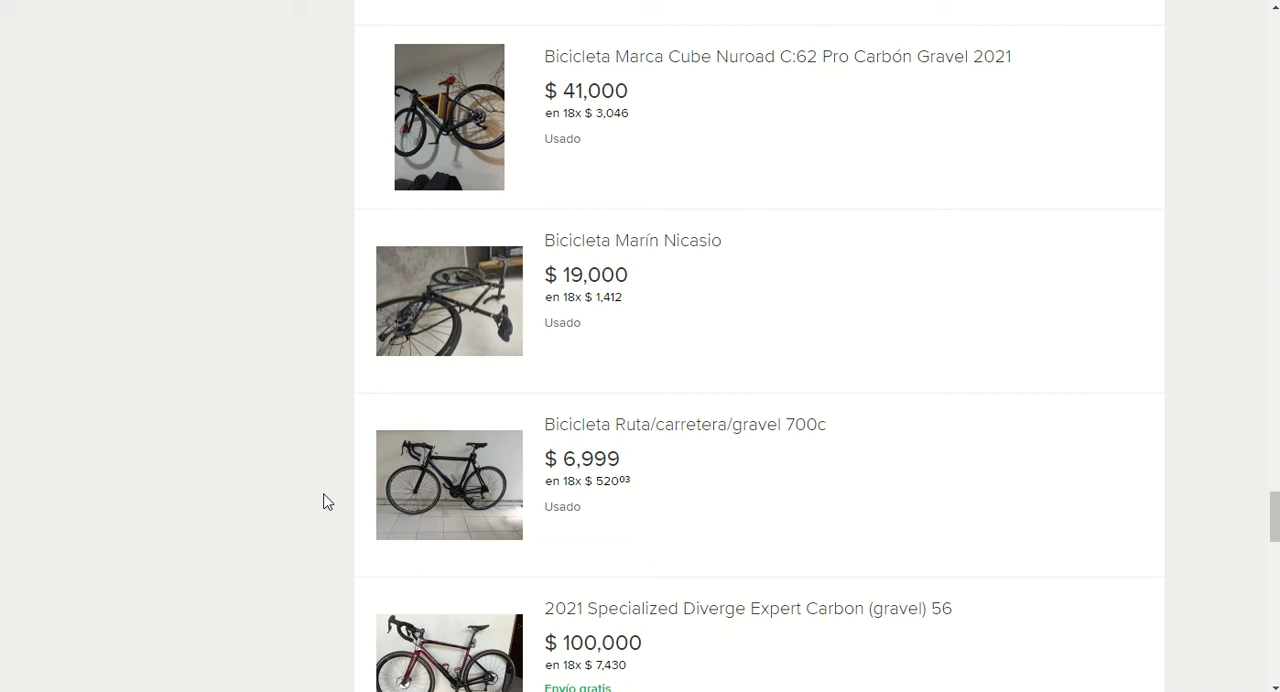 Bicicleta Marca Cube Nuroad C:62 Pro Carbón Gravel 2021
$ 41,000
en 18x $ 3,046
Usado
Bicicleta Marín Nicasio
$ 19,000
en 18x $ 1,412
Usado
Bicicleta Ruta/carretera/gravel 700c
$ 6,999
en 18x $ 520⁰³
Usado
2021 Specialized Diverge Expert Carbon (gravel) 56
$ 100,000
en 18x $ 7,430
Envío gratis